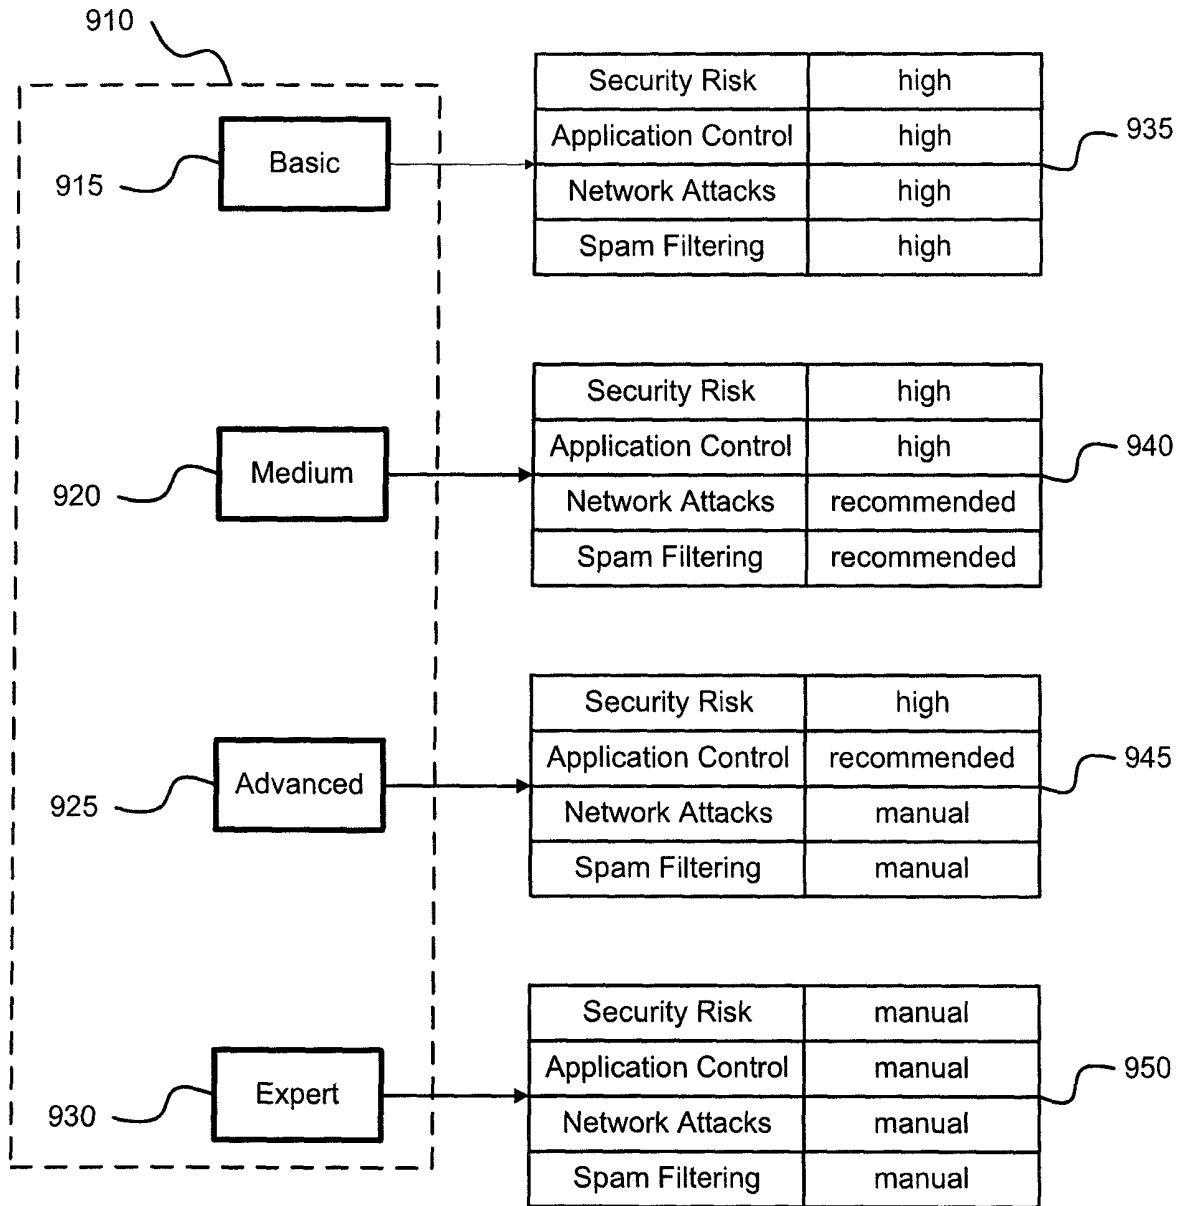 910
Security Risk high
Application Control high
935
915
Basic
Network Attacks high
Spam Filtering high
Security Risk high
Application Control high
940
920
Medium
Network Attacks recommended
Spam Filtering recommended
Security Risk high
Application Control recommended
945
925
Advanced
Network Attacks manual
Spam Filtering manual
Security Risk manual
Application Control manual
950
930
Expert
Network Attacks manual
Spam Filtering manual